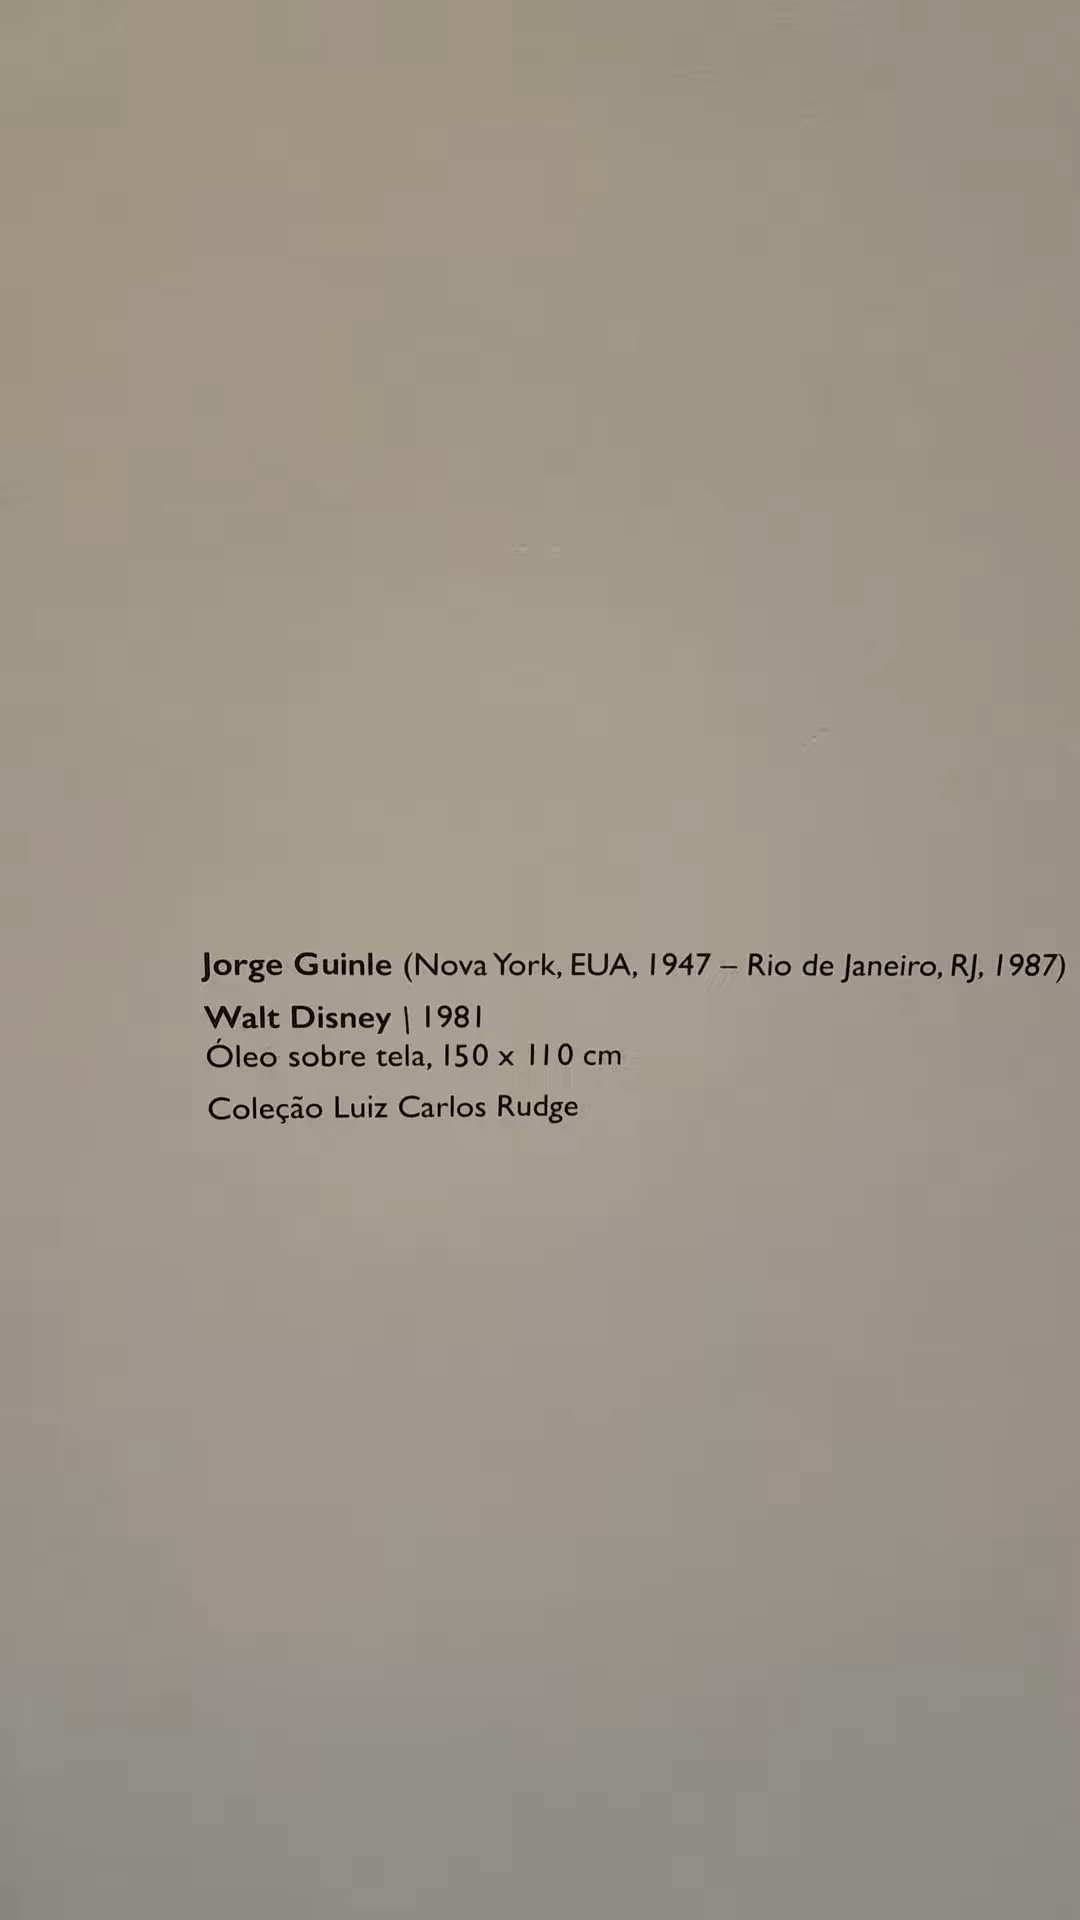 Jorge Guinle (Nova York, EUA, 1947 – Rio de Janeiro, RJ, 1987)
Walt Disney | 1981
Óleo sobre tela, 150 x 110 cm
Coleção Luiz Carlos Rudge